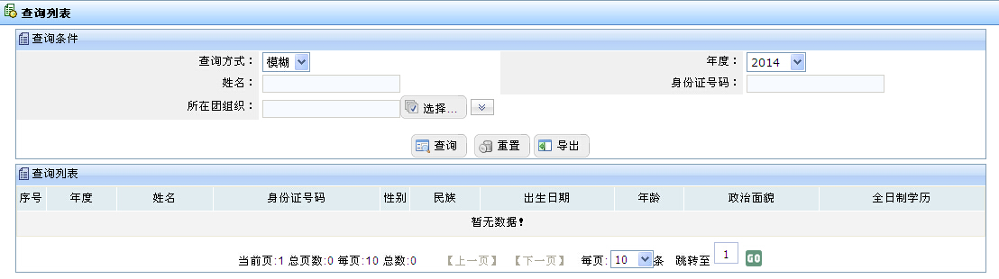 查询列表
查询条件
查询方式： 模糊 年度： 2014
姓名： 身份证号码：
所在团组织： 选择...
查询 重置 导出
查询列表
序号 年度 姓名 身份证号码 性别 民族 出生日期 年龄 政治面貌 全日制学历
暂无数据！
当前页:1 总页数:0 每页:10 总数:0 【上一页】 【下一页】 每页: 10 条 跳转至 1 GO